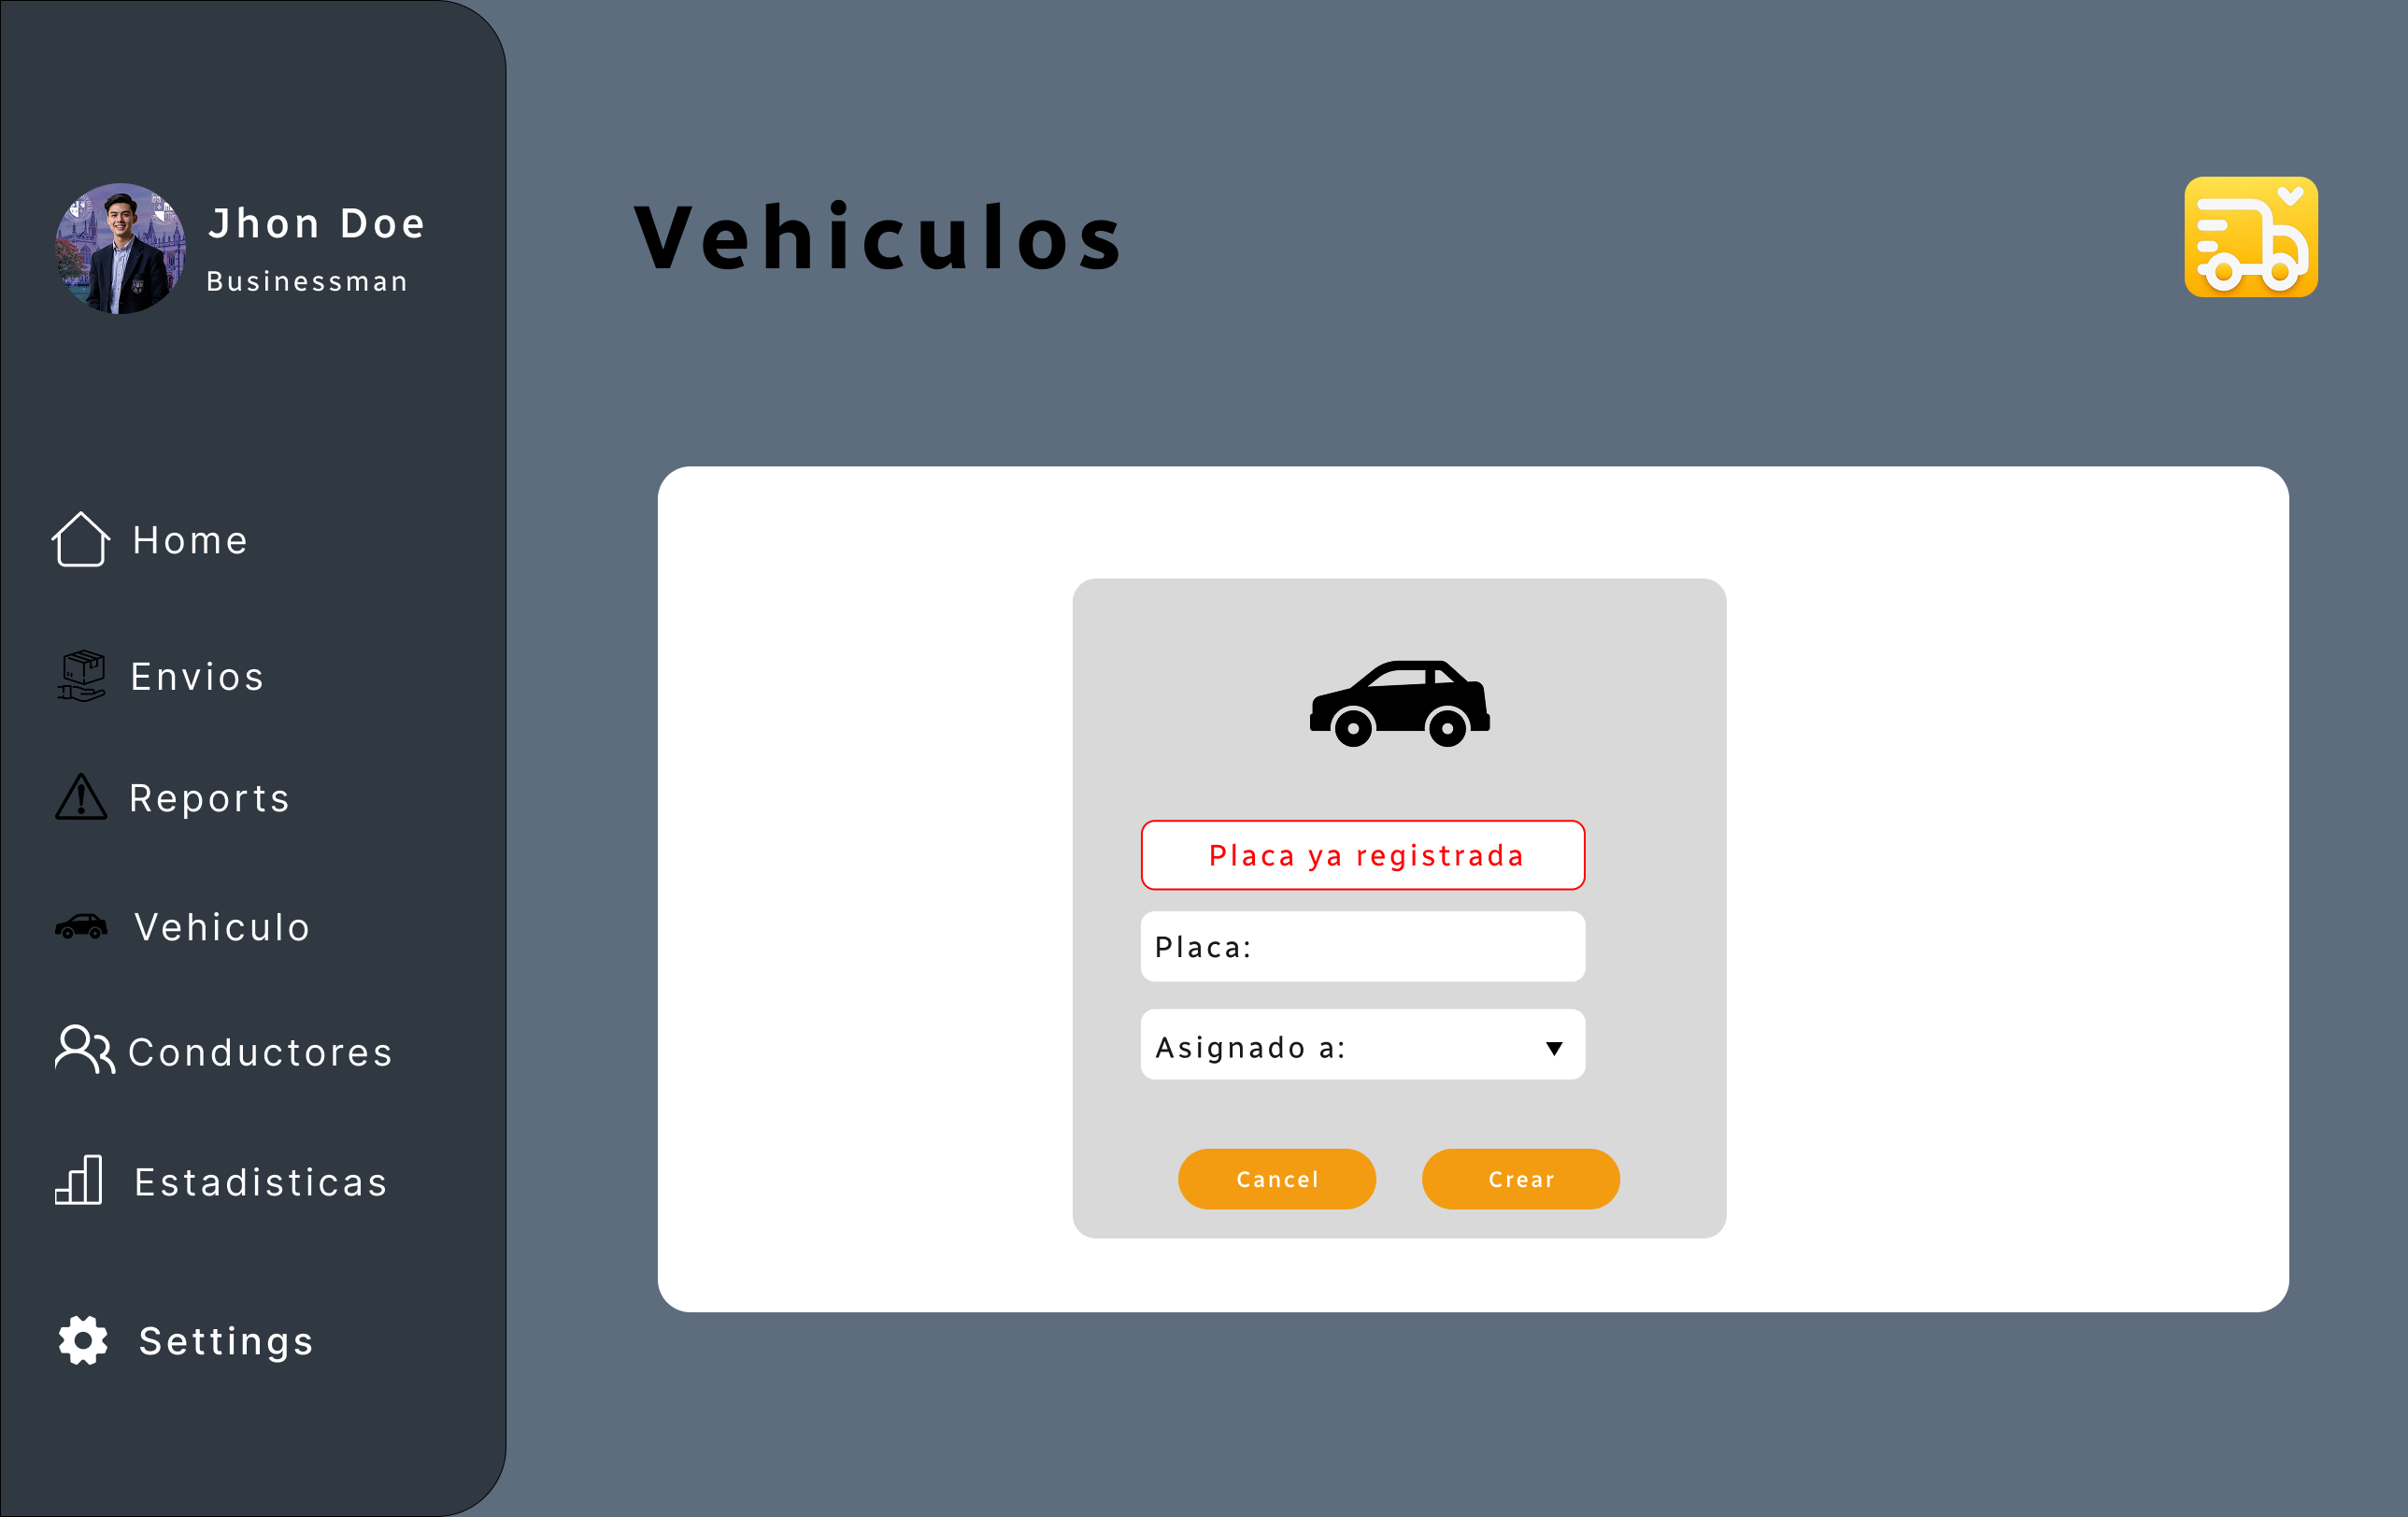 Jhon Doe
Businessman
Home
Envios
Reports
Vehiculo
Conductores
Estadisticas
Settings
Vehiculos
Placa ya registrada
Placa:
Asignado a:
Cancel
Crear